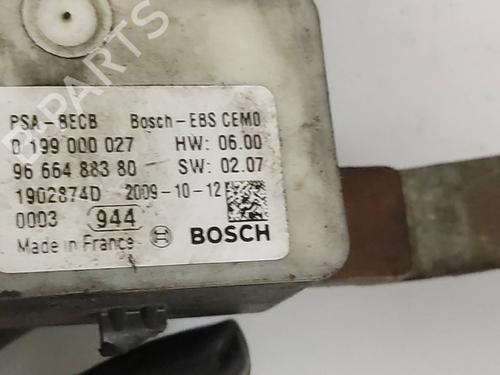 PSA-BECB Bosch-EBS CEM0
0 199 000 027 HW: 06.00
96 664 883 80 SW: 02.07
1902874D 2009-10-12
0003 944
Made in France BOSCH
B-PARTS